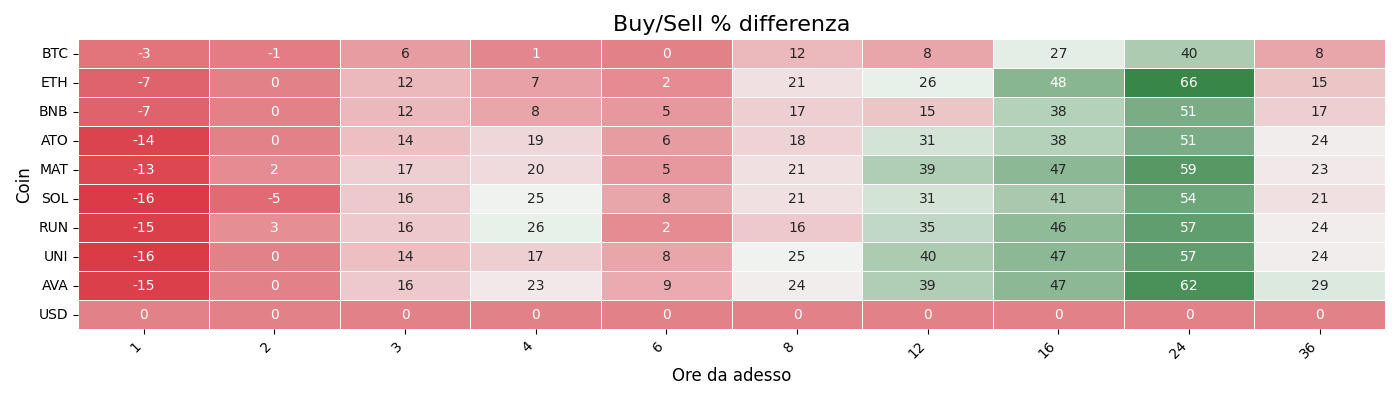 Buy/Sell % differenza
Coin
BTC -3 -1 6 1 0 12 8 27 40 8
ETH -7 0 12 7 2 21 26 48 66 15
BNB -7 0 12 8 5 17 15 38 51 17
ATO -14 0 14 19 6 18 31 38 51 24
MAT -13 2 17 20 5 21 39 47 59 23
SOL -16 -5 16 25 8 21 31 41 54 21
RUN -15 3 16 26 2 16 35 46 57 24
UNI -16 0 14 17 8 25 40 47 57 24
AVA -15 0 16 23 9 24 39 47 62 29
USD 0 0 0 0 0 0 0 0 0 0
1 2 3 4 6 8 12 16 24 36
Ore da adesso